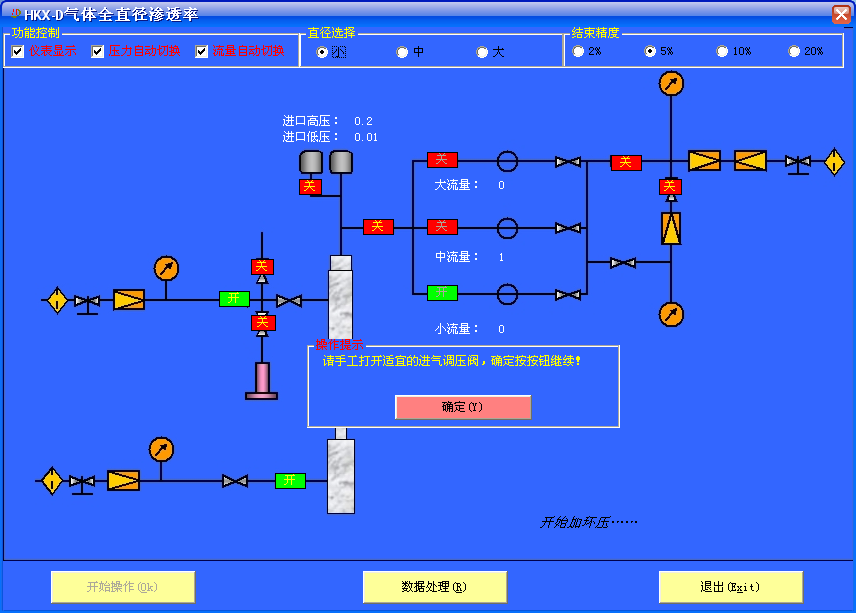 HKX-D气体全直径渗透率
功能控制
仪表显示 压力自动切换 流量自动切换
直径选择
小 中 大
结束精度
2% 5% 10% 20%
进口高压： 0.2
进口低压： 0.01
关
关
关
关
关
关
大流量： 0
关
中流量： 1
关
开
关
小流量： 0
操作提示
请手工打开适宜的进气调压阀，确定按按钮继续！
确定(Y)
开
开始加环压……
开始操作(Ok)
数据处理(R)
退出(Exit)